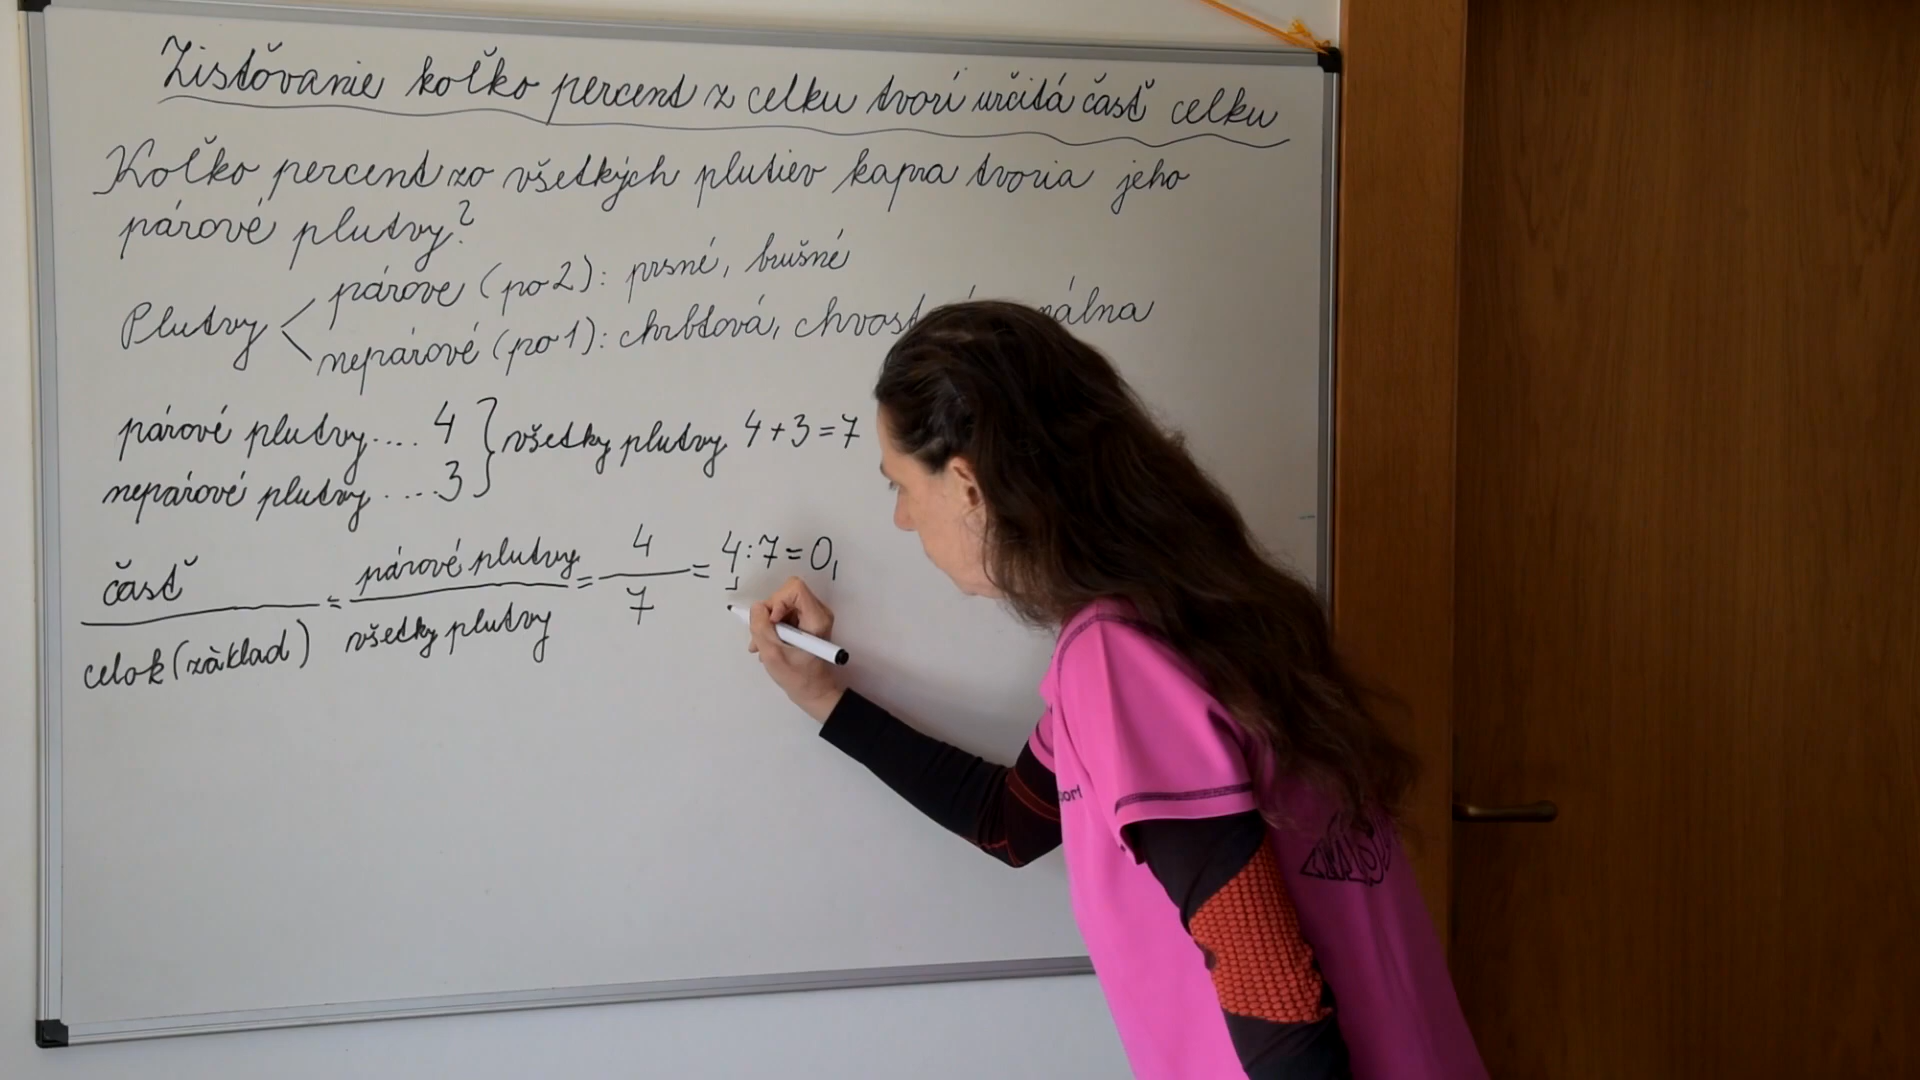 Zisťovanie koľko percent z celku tvorí určitá časť celku
Koľko percent zo všetkých plutiev kapra tvoria jeho
párové plutvy?
Plutvy
párove (po 2): prsné, brušné
nepárové (po 1): chrbtová,
párové plutvy.... 4
nepárové plutvy ....3
všetky plutvy 4+3=7
časť
celok (základ)
=
párové plutvy
všetky plutvy
=
4
7
= 4:7=0,